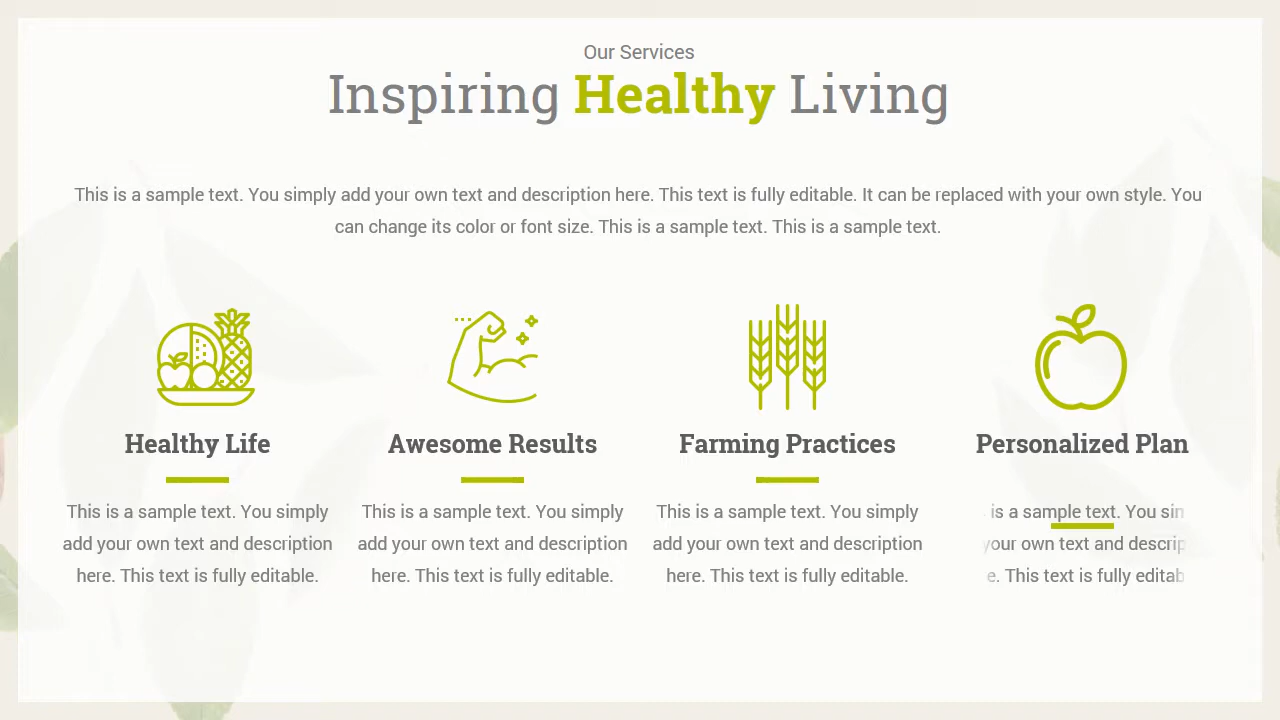 Our Services
Inspiring Healthy Living
This is a sample text. You simply add your own text and description here. This text is fully editable. It can be replaced with your own style. You
can change its color or font size. This is a sample text. This is a sample text.
Healthy Life
This is a sample text. You simply
add your own text and description
here. This text is fully editable.
Awesome Results
This is a sample text. You simply
add your own text and description
here. This text is fully editable.
Farming Practices
This is a sample text. You simply
add your own text and description
here. This text is fully editable.
Personalized Plan
is a sample text. You
your own text and
This text is fully